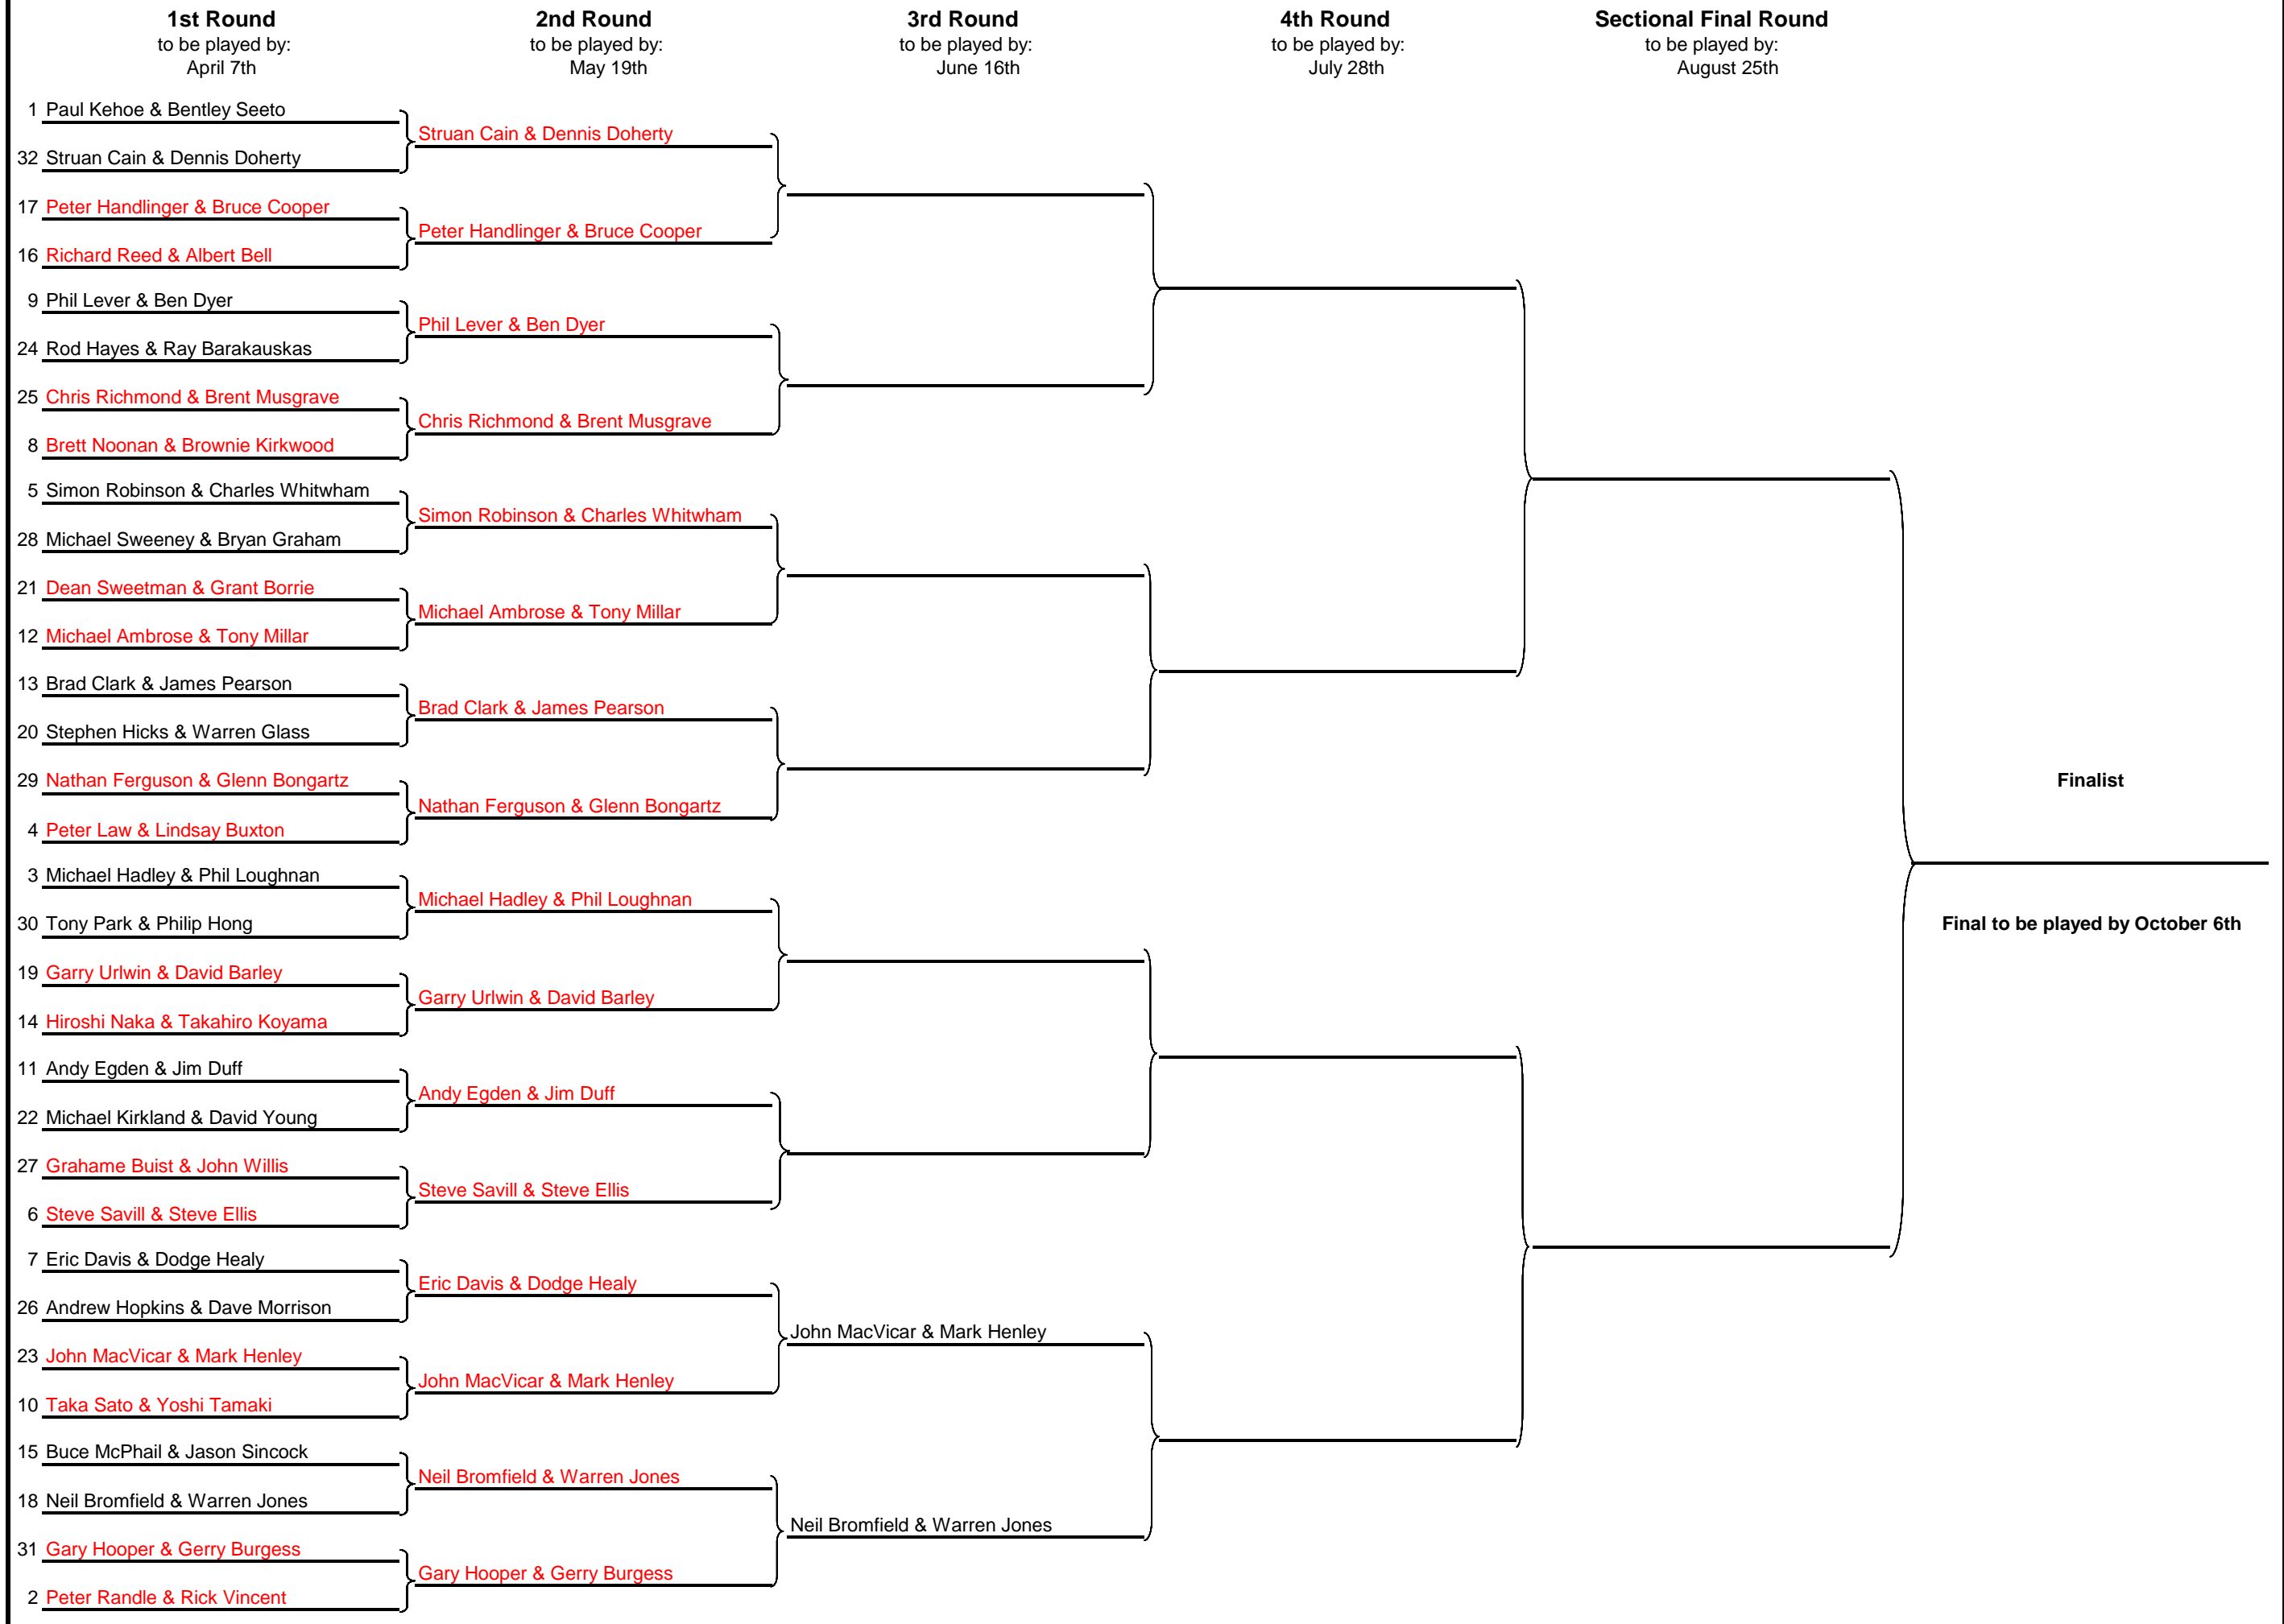 1st Round
to be played by:
April 7th
2nd Round
to be played by:
May 19th
3rd Round
to be played by:
June 16th
4th Round
to be played by:
July 28th
Sectional Final Round
to be played by:
August 25th
1 Paul Kehoe & Bentley Seeto
32 Struan Cain & Dennis Doherty
17 Peter Handlinger & Bruce Cooper
16 Richard Reed & Albert Bell
9 Phil Lever & Ben Dyer
24 Rod Hayes & Ray Barakauskas
25 Chris Richmond & Brent Musgrave
8 Brett Noonan & Brownie Kirkwood
5 Simon Robinson & Charles Whitwham
28 Michael Sweeney & Bryan Graham
21 Dean Sweetman & Grant Borrie
12 Michael Ambrose & Tony Millar
13 Brad Clark & James Pearson
20 Stephen Hicks & Warren Glass
29 Nathan Ferguson & Glenn Bongartz
4 Peter Law & Lindsay Buxton
3 Michael Hadley & Phil Loughnan
30 Tony Park & Philip Hong
19 Garry Urlwin & David Barley
14 Hiroshi Naka & Takahiro Koyama
11 Andy Egden & Jim Duff
22 Michael Kirkland & David Young
27 Grahame Buist & John Willis
6 Steve Savill & Steve Ellis
7 Eric Davis & Dodge Healy
26 Andrew Hopkins & Dave Morrison
23 John MacVicar & Mark Henley
10 Taka Sato & Yoshi Tamaki
15 Buce McPhail & Jason Sincock
18 Neil Bromfield & Warren Jones
31 Gary Hooper & Gerry Burgess
2 Peter Randle & Rick Vincent
Struan Cain & Dennis Doherty
Peter Handlinger & Bruce Cooper
Phil Lever & Ben Dyer
Chris Richmond & Brent Musgrave
Simon Robinson & Charles Whitwham
Michael Ambrose & Tony Millar
Brad Clark & James Pearson
Nathan Ferguson & Glenn Bongartz
Michael Hadley & Phil Loughnan
Garry Urlwin & David Barley
Andy Egden & Jim Duff
Steve Savill & Steve Ellis
Eric Davis & Dodge Healy
John MacVicar & Mark Henley
Neil Bromfield & Warren Jones
Gary Hooper & Gerry Burgess
John MacVicar & Mark Henley
Neil Bromfield & Warren Jones
Finalist
Final to be played by October 6th